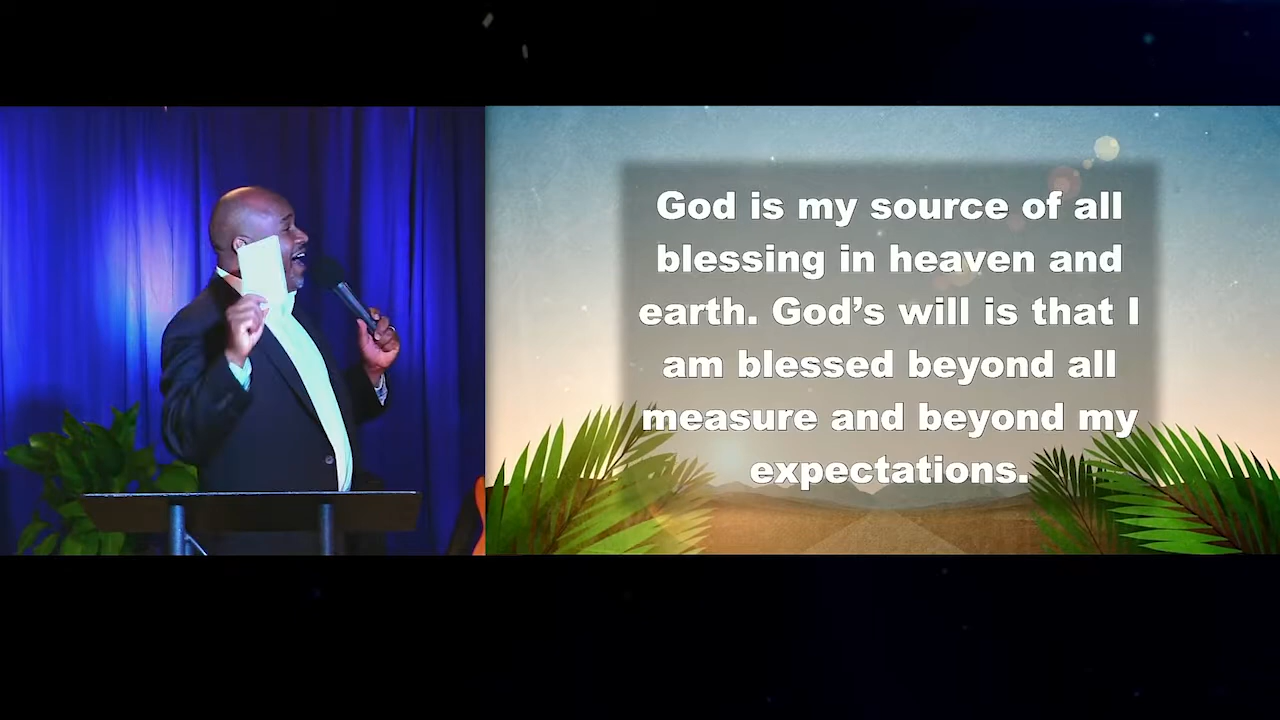 God is my source of all
blessing in heaven and
earth. God’s will is that I
am blessed beyond all
measure and beyond my
expectations.